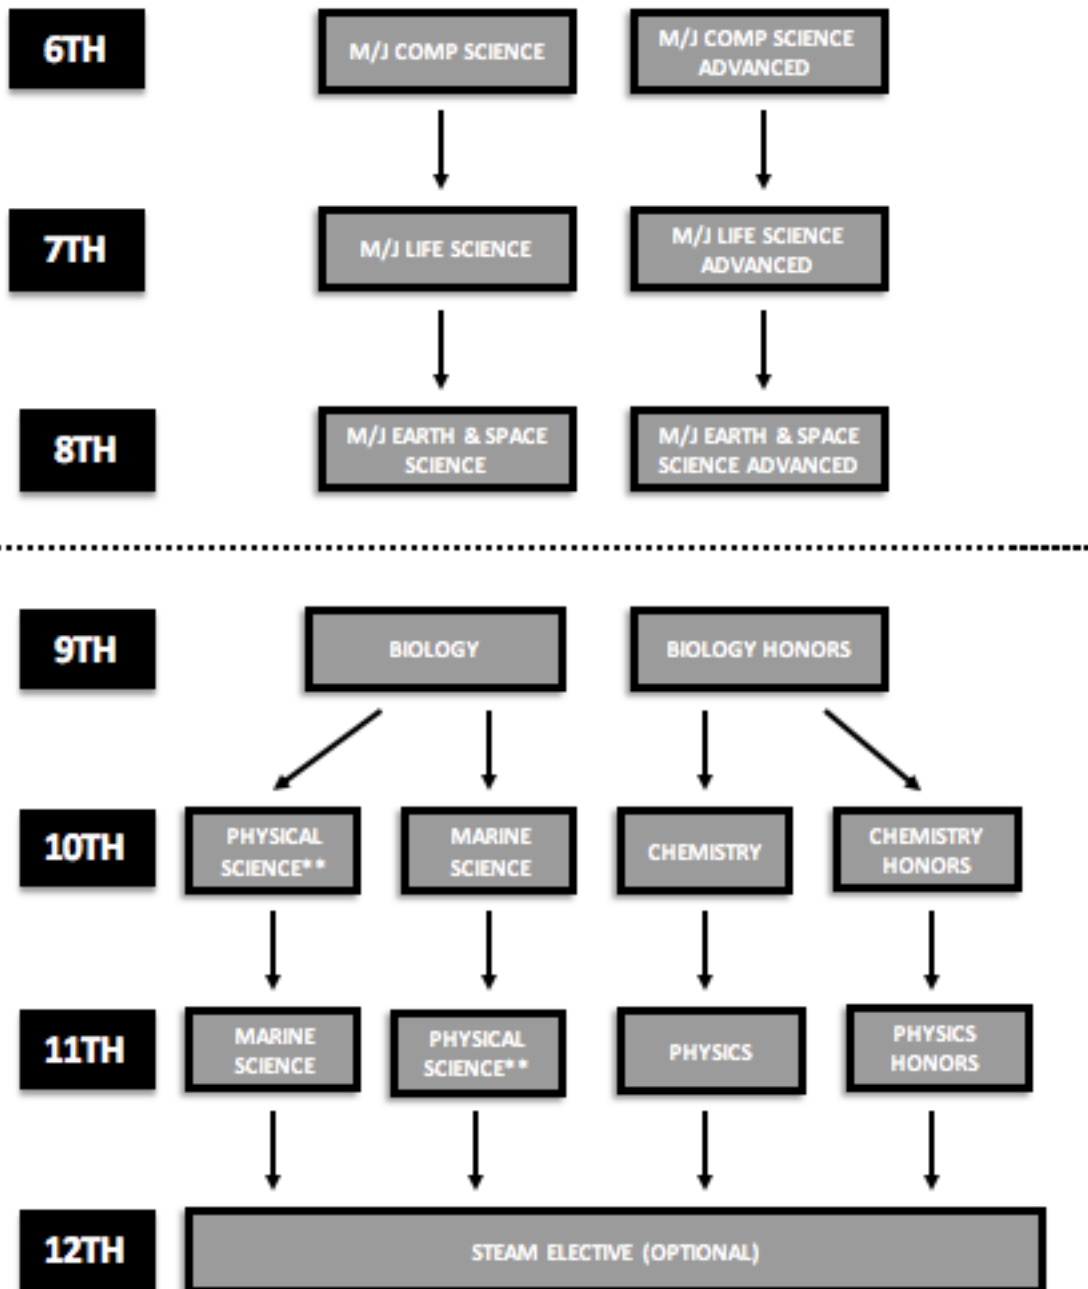 6TH
M/J COMP SCIENCE
M/J COMP SCIENCE
ADVANCED
7TH
M/J LIFE SCIENCE
M/J LIFE SCIENCE
ADVANCED
8TH
M/J EARTH & SPACE
SCIENCE
M/J EARTH & SPACE
SCIENCE ADVANCED
9TH
BIOLOGY
BIOLOGY HONORS
10TH
PHYSICAL
SCIENCE**
MARINE
SCIENCE
CHEMISTRY
CHEMISTRY
HONORS
11TH
MARINE
SCIENCE
PHYSICAL
SCIENCE**
PHYSICS
PHYSICS
HONORS
12TH
STEAM ELECTIVE (OPTIONAL)